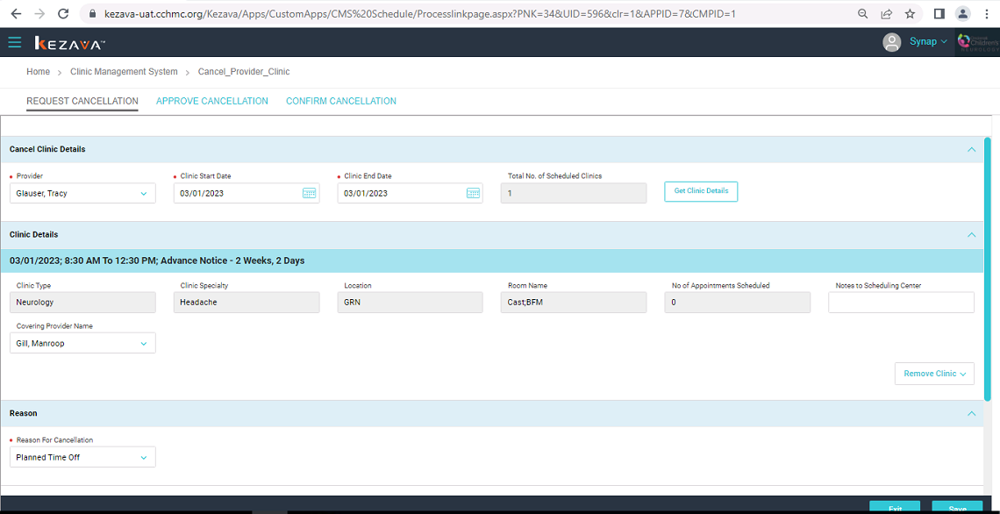 kezava-uat.cchmc.org/Kezava/Apps/CustomApps/CMS%20Schedule/Processlinkpage.aspx?PNK=34&UID=596&clr=1&APPID=7&CMPID=1
KEZAVA™ Synap Children's NEUROLOGY
Home > Clinic Management System > Cancel_Provider_Clinic
REQUEST CANCELLATION APPROVE CANCELLATION CONFIRM CANCELLATION
Cancel Clinic Details
Provider Clinic Start Date Clinic End Date Total No. of Scheduled Clinics
Glauser, Tracy 03/01/2023 03/01/2023 1 Get Clinic Details
Clinic Details
03/01/2023; 8:30 AM To 12:30 PM; Advance Notice - 2 Weeks, 2 Days
Clinic Type Clinic Specialty Location Room Name No of Appointments Scheduled Notes to Scheduling Center
Neurology Headache GRN Cast;BFM 0
Covering Provider Name
Gill, Manroop
Remove Clinic
Reason
Reason For Cancellation
Planned Time Off
Exit Save